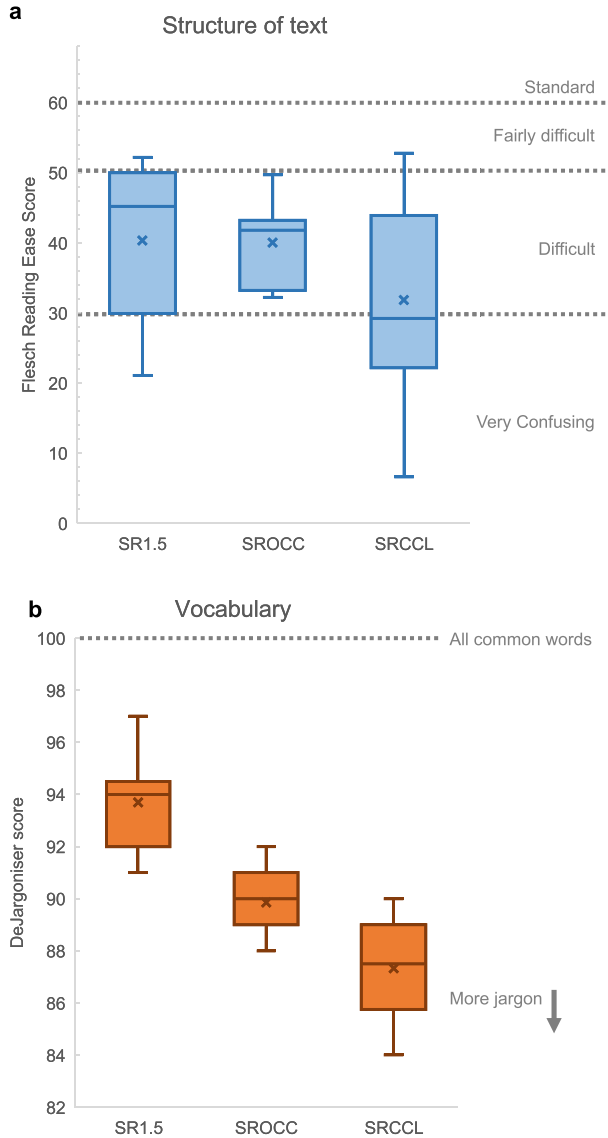 a
Structure of text
Flesch Reading Ease Score
60
50
40
30
20
10
0
Standard
Fairly difficult
Difficult
Very Confusing
SR1.5 SROCC SRCCL
b
Vocabulary
DeJargoniser score
100
98
96
94
92
90
88
86
84
82
All common words
More jargon
SR1.5 SROCC SRCCL